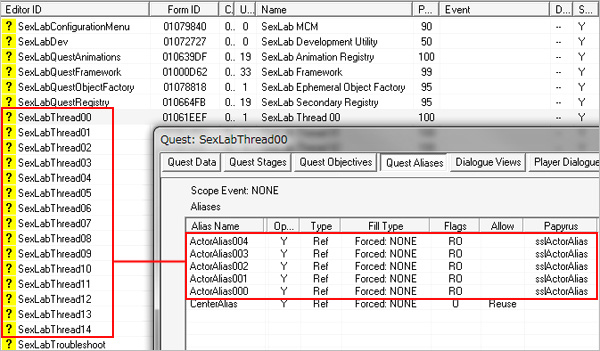 Editor ID Form ID C. U. Name P... Event D... S...
? SexLabConfigurationMenu 01079840 0.. 0 SexLab MCM 90 -- Y
? SexLabDev 01072727 0.. 0 SexLab Development Utility 50 -- Y
? SexLabQuestAnimations 010639DF 0.. 19 SexLab Animation Registry 100 -- Y
? SexLabQuestFramework 01000D62 0.. 33 SexLab Framework 99 -- Y
? SexLabQuestObjectFactory 01078818 0.. 1 SexLab Ephemeral Object Factory 95 -- Y
? SexLabQuestRegistry 010664FB 0.. 19 SexLab Secondary Registry 95 -- Y
? SexLabThread00 01061EEF 0.. 1 SexLab Thread 00 100 -- Y
? SexLabThread01
? SexLabThread02
? SexLabThread03
? SexLabThread04
? SexLabThread05
? SexLabThread06
? SexLabThread07
? SexLabThread08
? SexLabThread09
? SexLabThread10
? SexLabThread11
? SexLabThread12
? SexLabThread13
? SexLabThread14
? SexLabTroubleshoot
Quest: SexLabThread00
Quest Data Quest Stages Quest Objectives Quest Aliases Dialogue Views Player Dialogue
Scope Event: NONE
Aliases
Alias Name Op... Type Fill Type Flags Allow Papyrus
ActorAlias004 Y Ref Forced: NONE RO sslActorAlias
ActorAlias003 Y Ref Forced: NONE RO sslActorAlias
ActorAlias002 Y Ref Forced: NONE RO sslActorAlias
ActorAlias001 Y Ref Forced: NONE RO sslActorAlias
ActorAlias000 Y Ref Forced: NONE RO sslActorAlias
CenterAlias Y Ref Forced: NONE O Reuse